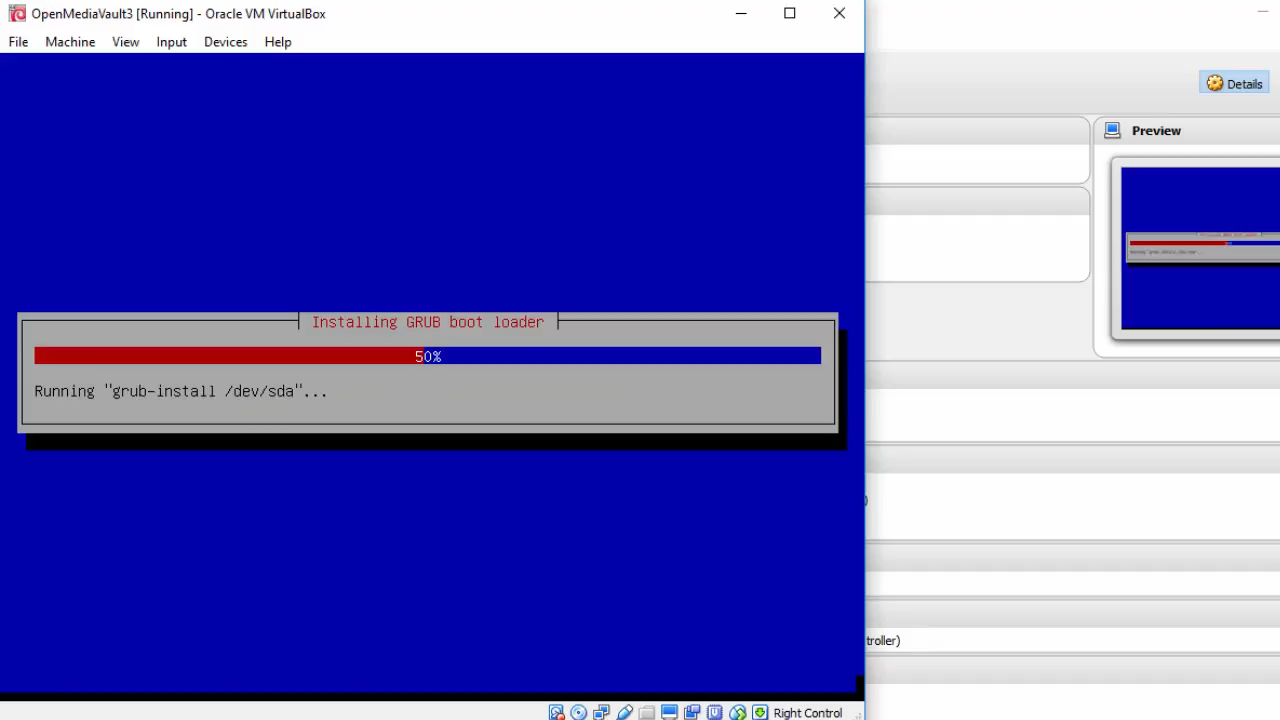 OpenMediaVault3 [Running] - Oracle VM VirtualBox
File Machine View Input Devices Help
Details
Preview
Installing GRUB boot loader
50%
Running "grub-install /dev/sda"...
)
troller)
Right Control